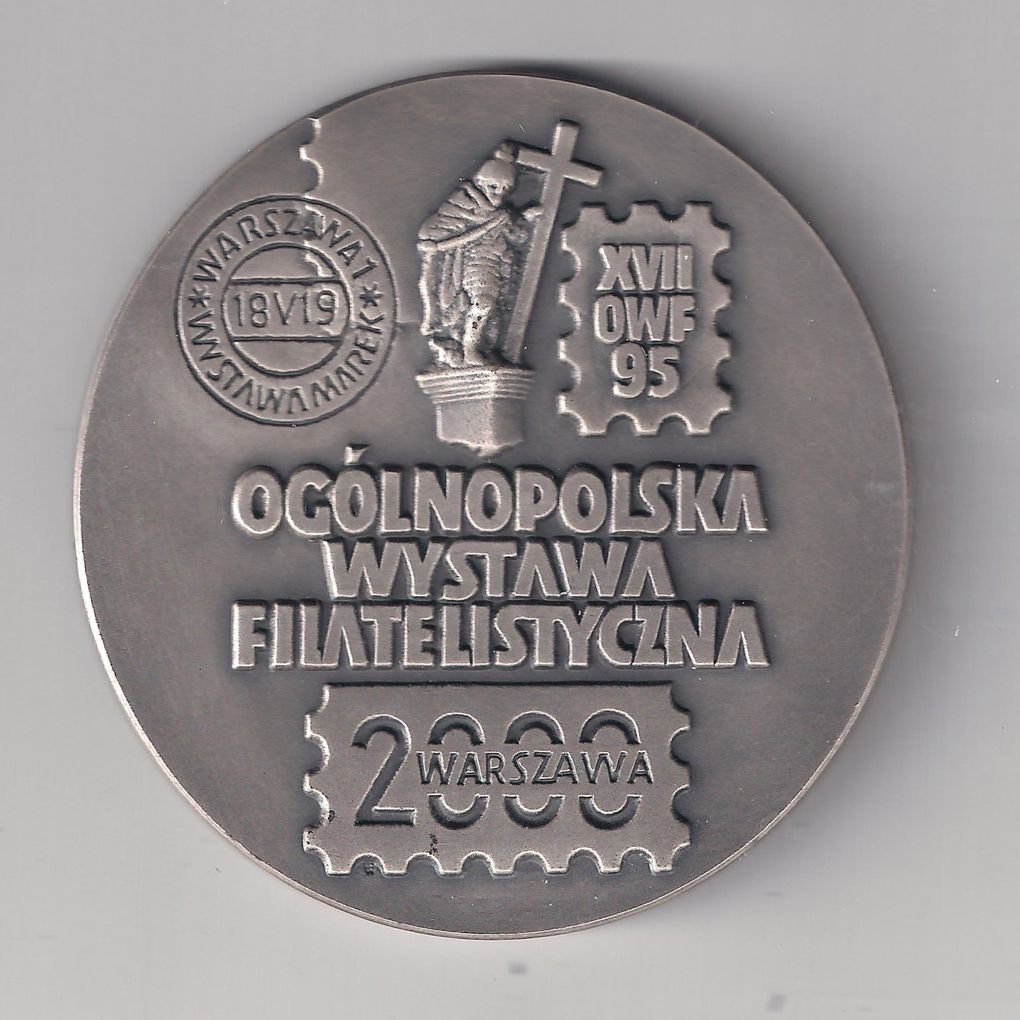 *WARSZAWA 1*
18 V 19
WYSTAWA MAREK
XVII
OWF
95
OGÓLNOPOLSKA
WYSTAWA
FILATELISTYCZNA
2000
WARSZAWA